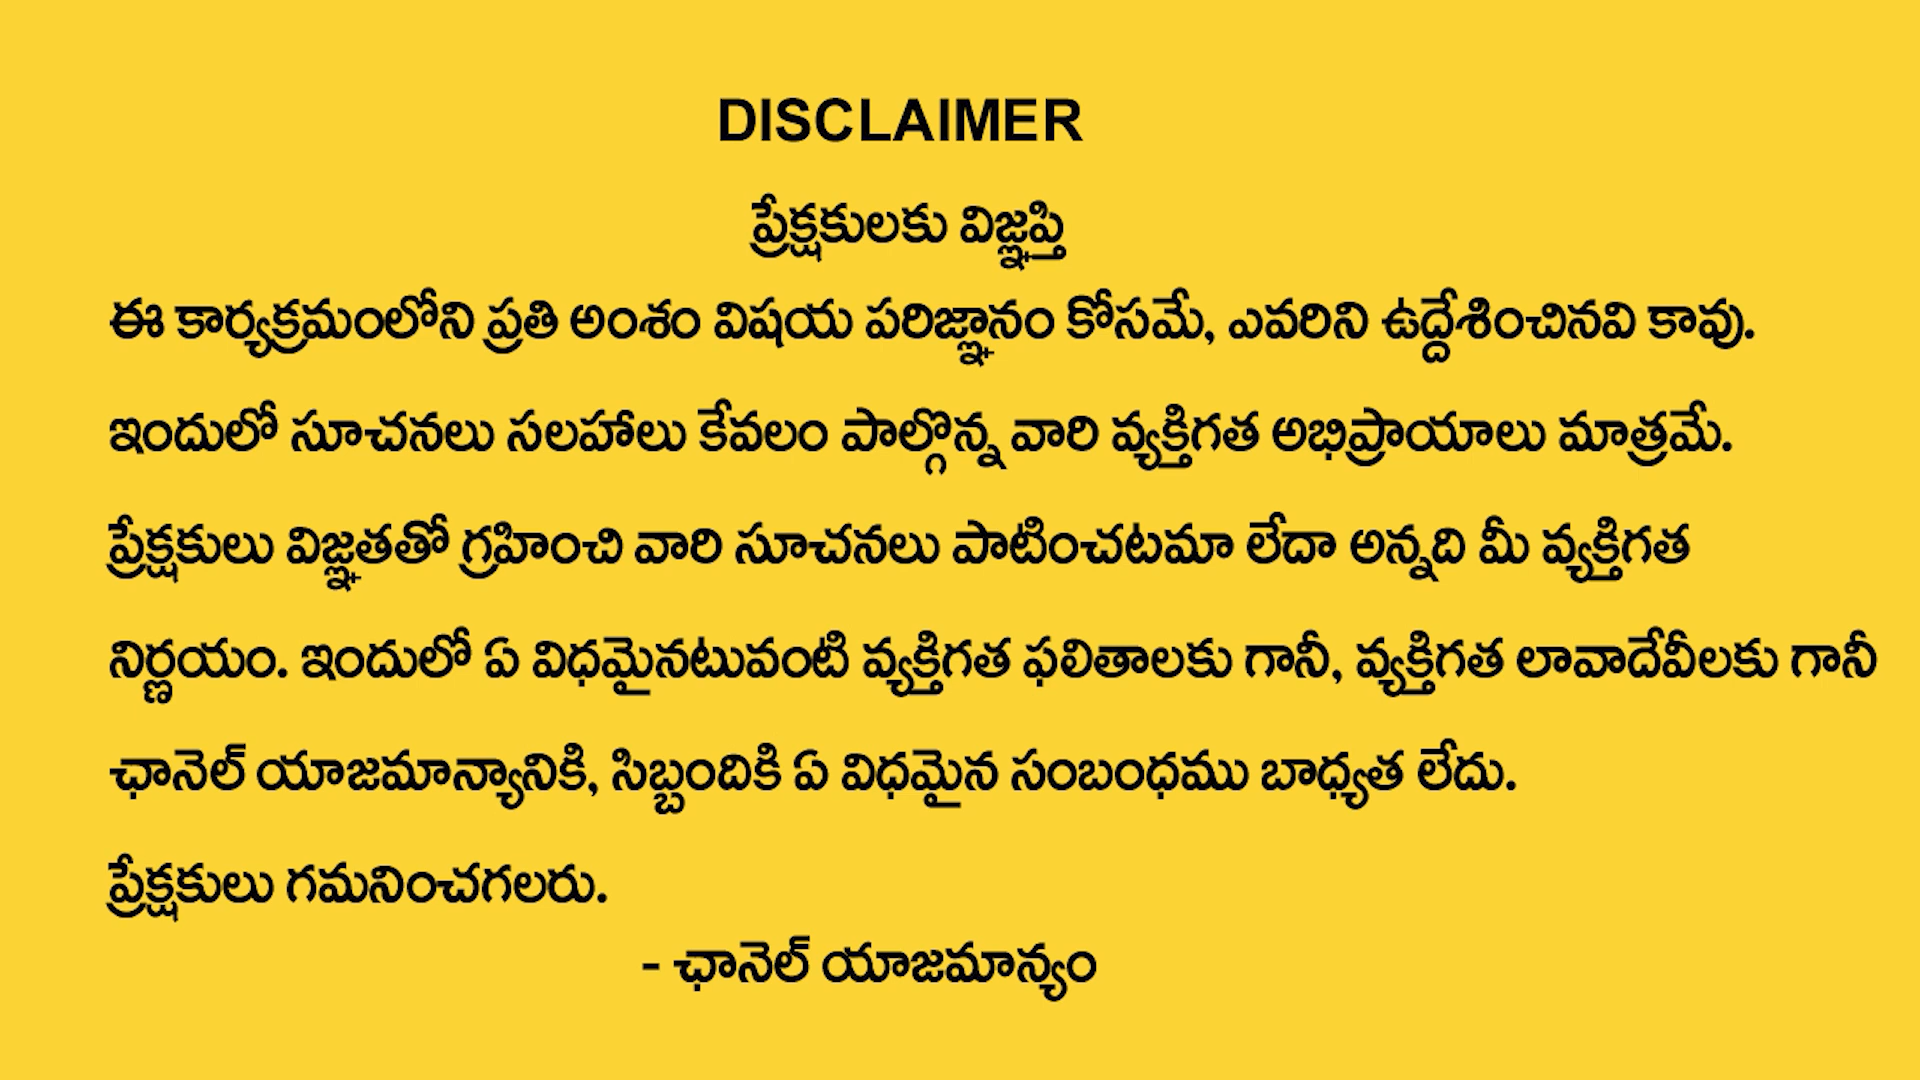 DISCLAIMER
ప్రేక్షకులకు విజ్ఞప్తి
ఈ కార్యక్రమంలోని ప్రతి అంశం విషయ పరిజ్ఞానం కోసమే, ఎవరిని ఉద్దేశించినవి కావు.
ఇందులో సూచనలు సలహాలు కేవలం పాల్గొన్న వారి వ్యక్తిగత అభిప్రాయాలు మాత్రమే.
ప్రేక్షకులు విజ్ఞతతో గ్రహించి వారి సూచనలు పాటించటమా లేదా అన్నది మీ వ్యక్తిగత
నిర్ణయం. ఇందులో ఏ విధమైనటువంటి వ్యక్తిగత ఫలితాలకు గానీ, వ్యక్తిగత లావాదేవీలకు గానీ
ఛానెల్ యాజమాన్యానికి, సిబ్బందికి ఏ విధమైన సంబంధము బాధ్యత లేదు.
ప్రేక్షకులు గమనించగలరు.
- ఛానెల్ యాజమాన్యం